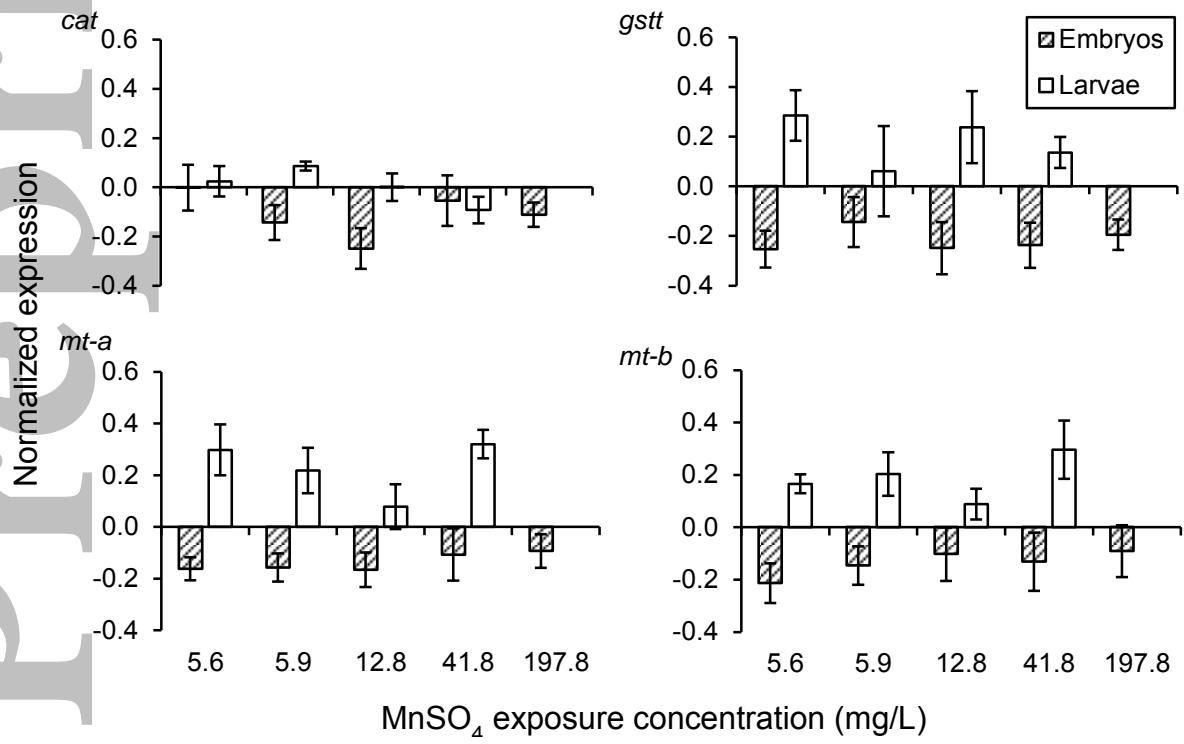 cat
0.6
0.4
0.2
0.0
-0.2
-0.4
gstt
0.6
0.4
0.2
0.0
-0.2
-0.4
Embryos
Larvae
Normalized expression
mt-a
0.6
0.4
0.2
0.0
-0.2
-0.4
5.6 5.9 12.8 41.8 197.8
mt-b
0.6
0.4
0.2
0.0
-0.2
-0.4
5.6 5.9 12.8 41.8 197.8
MnSO4 exposure concentration (mg/L)